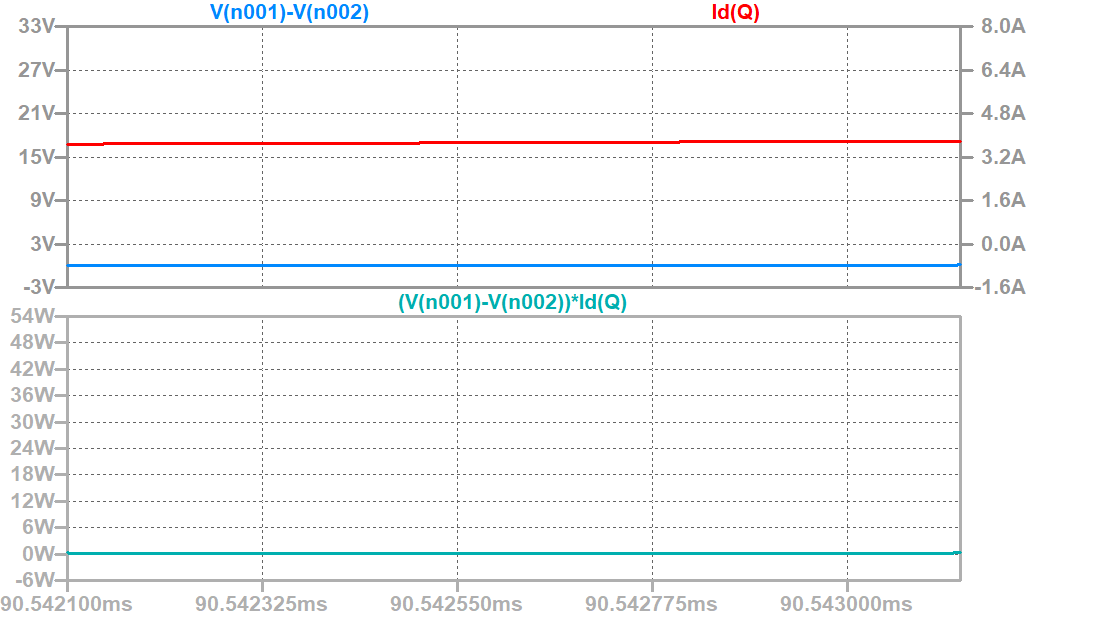 V(n001)-V(n002) Id(Q)
33V 8.0A
27V 6.4A
21V 4.8A
15V 3.2A
9V 1.6A
3V 0.0A
-3V -1.6A
(V(n001)-V(n002))*Id(Q)
54W
48W
42W
36W
30W
24W
18W
12W
6W
0W
-6W
90.542100ms 90.542325ms 90.542550ms 90.542775ms 90.543000ms